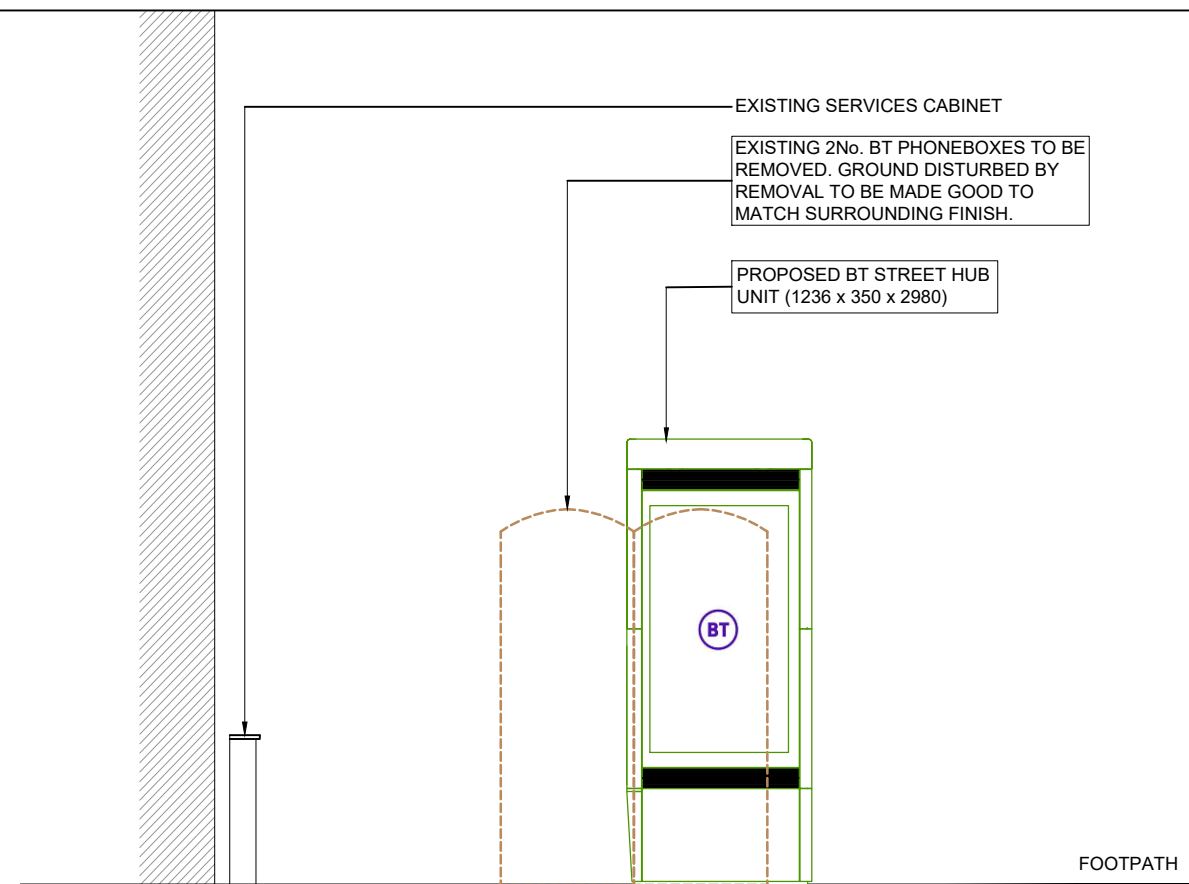 EXISTING SERVICES CABINET
EXISTING 2No. BT PHONEBOXES TO BE
REMOVED. GROUND DISTURBED BY
REMOVAL TO BE MADE GOOD TO
MATCH SURROUNDING FINISH.
PROPOSED BT STREET HUB
UNIT (1236 x 350 x 2980)
BT
FOOTPATH